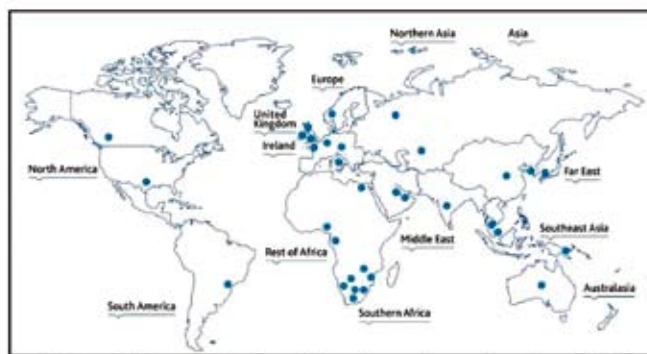 Northern Asia
Asia
Europe
United
Kingdom
Ireland
North America
Far East
Southeast Asia
Middle East
Rest of Africa
Australasia
South America
Southern Africa